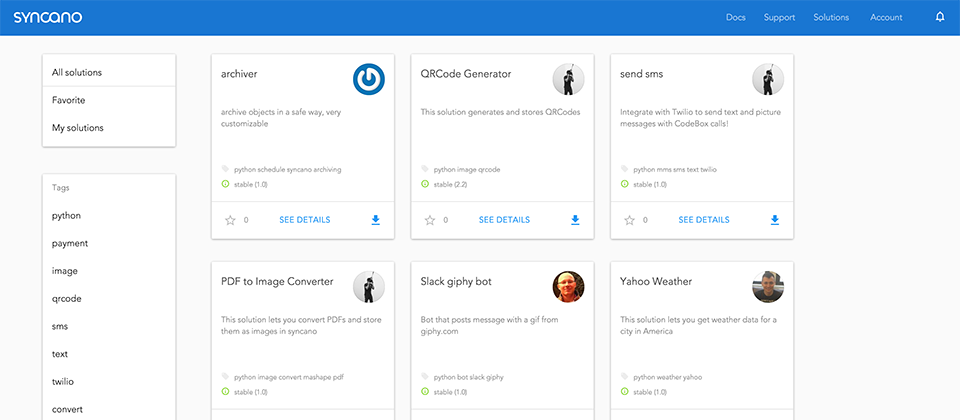 syncano
Docs
Support
Solutions
Account
All solutions
Favorite
My solutions
Tags
python
payment
image
qrcode
sms
text
twilio
convert
archiver
archive objects in a safe way, very
customizable
python schedule syncano archiving
stable (1.0)
0
SEE DETAILS
QRCode Generator
This solution generates and stores QRCodes
python image qrcode
stable (2.2)
0
SEE DETAILS
send sms
Integrate with Twilio to send text and picture
messages with CodeBox calls!
python mms sms text twilio
stable (1.0)
0
SEE DETAILS
PDF to Image Converter
This solution lets you convert PDFs and store
them as images in syncano
python image convert mashape pdf
stable (1.0)
Slack giphy bot
Bot that posts message with a gif from
giphy.com
python bot slack giphy
stable (1.0)
Yahoo Weather
This solution lets you get weather data for a
city in America
python weather yahoo
stable (1.0)